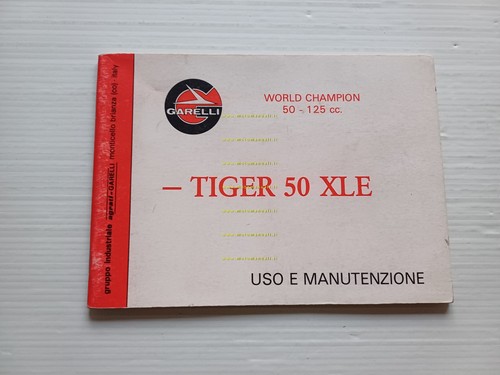 gruppo industriale agrati-GARELLI monticello brianza (co) - Italy
GARELLI
WORLD CHAMPION
50 - 125 cc.
— TIGER 50 XLE
USO E MANUTENZIONE